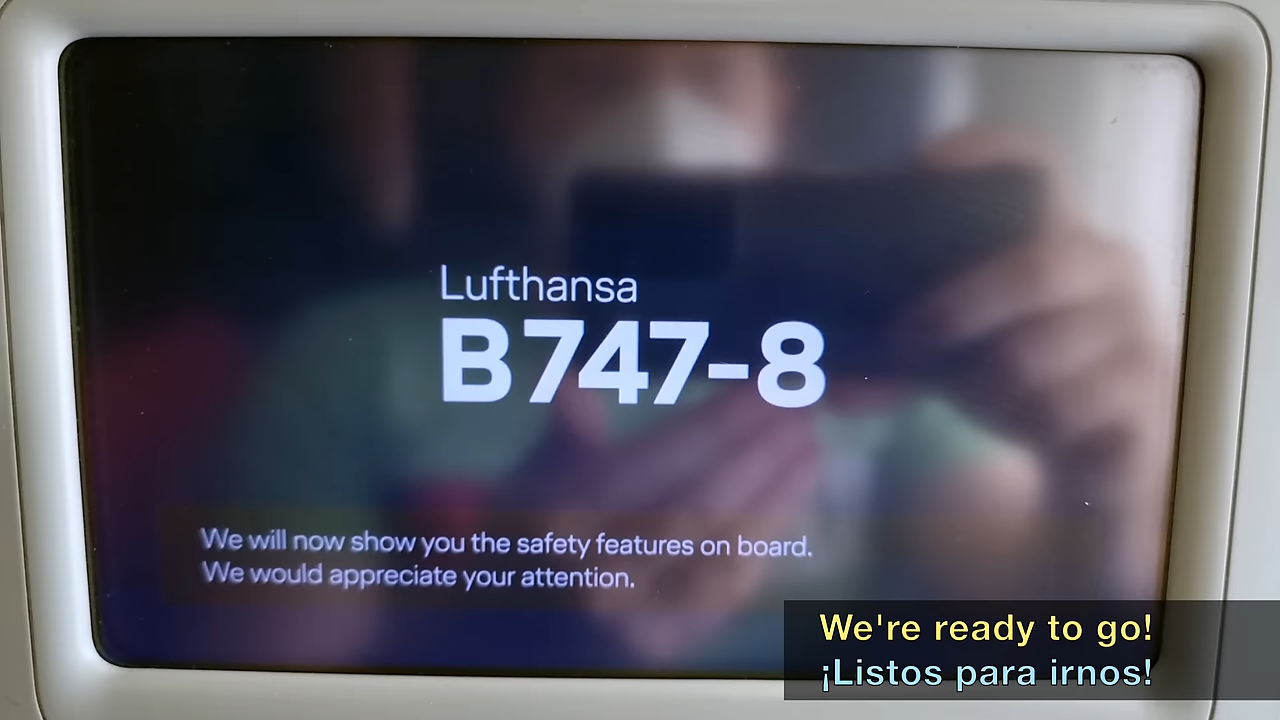 Lufthansa
B747-8
We will now show you the safety features on board.
We would appreciate your attention.
We're ready to go!
¡Listos para irnos!